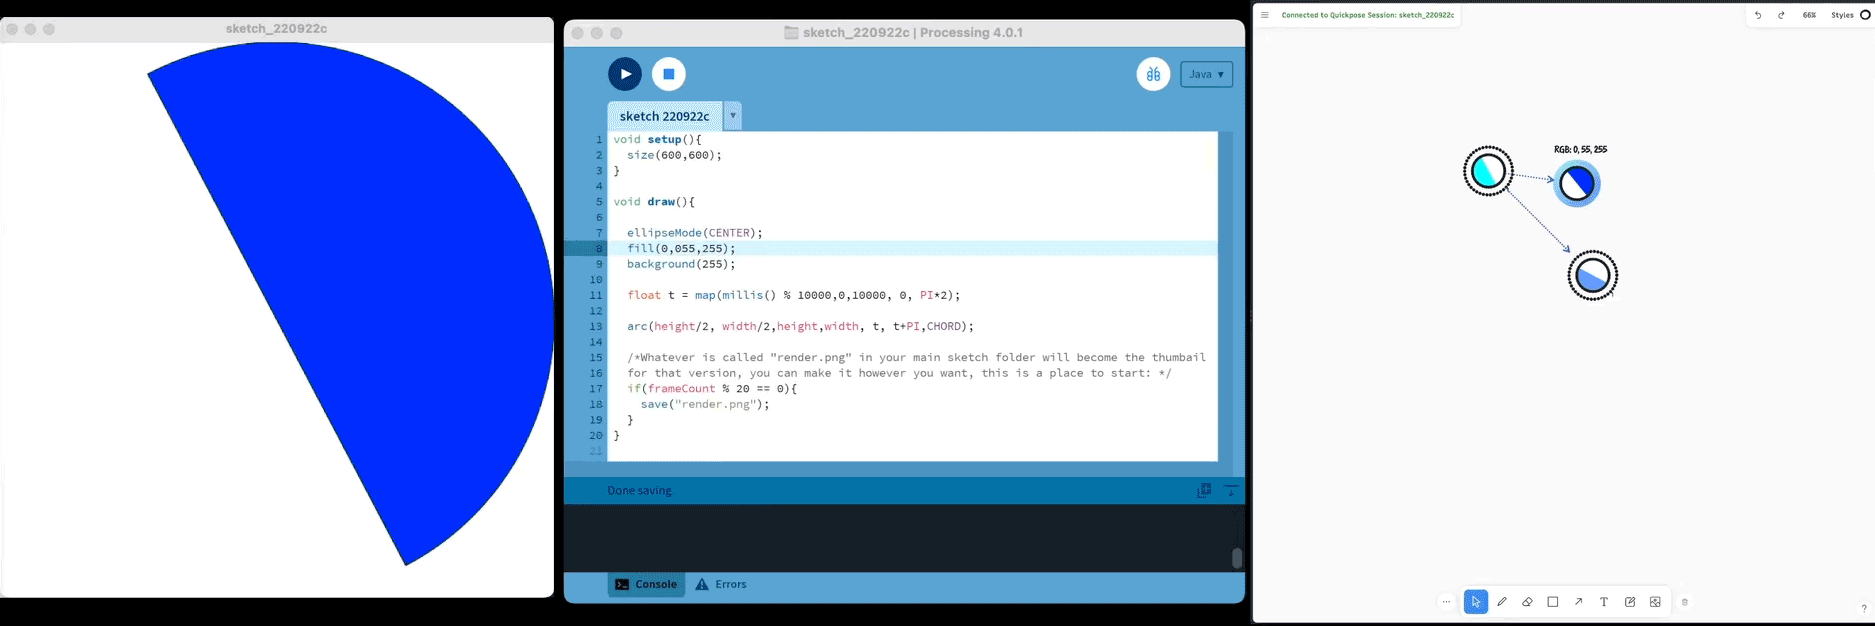 sketch_220922c
sketch_220922c | Processing 4.0.1
Java ▾
sketch 220922c
1 void setup(){
2   size(600,600);
3 }
4
5 void draw(){
6
7   ellipseMode(CENTER);
8   fill(0,055,255);
9   background(255);
10
11   float t = map(millis() % 10000,0,10000, 0, PI*2);
12
13   arc(height/2, width/2,height,width, t, t+PI,CHORD);
14
15   /*Whatever is called "render.png" in your main sketch folder will become the thumbail
16   for that version, you can make it however you want, this is a place to start: */
17   if(frameCount % 20 == 0){
18     save("render.png");
19   }
20 }
21
Done saving.
Console
Errors
Connected to Quickpose Session: sketch_220922c
66%
Styles
RGB: 0, 55, 255
T
?